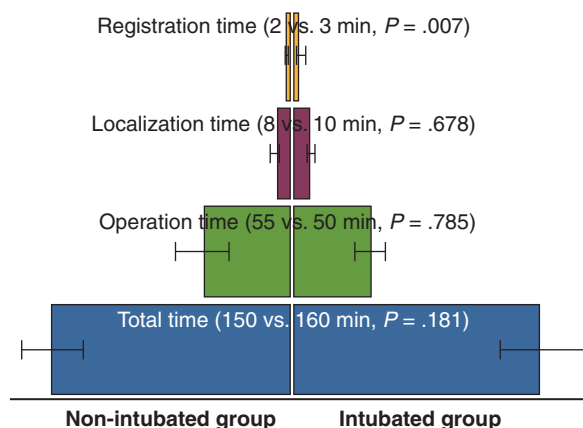 Registration time (2 vs. 3 min, P = .007)
Localization time (8 vs. 10 min, P = .678)
Operation time (55 vs. 50 min, P = .785)
Total time (150 vs. 160 min, P = .181)
Non-intubated group Intubated group